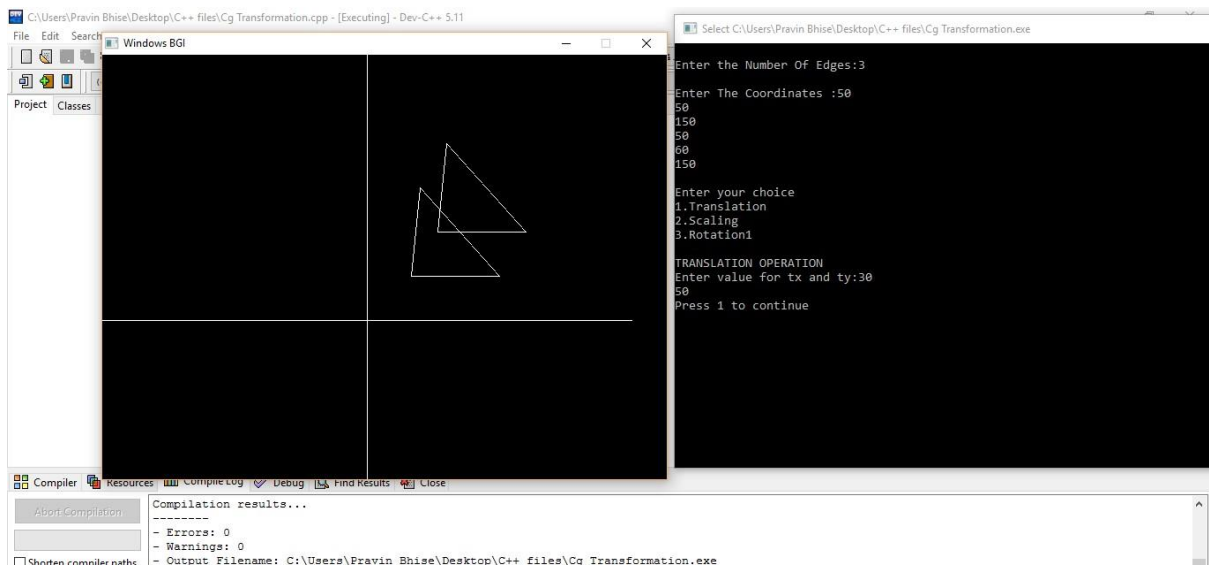 C:\Users\Pravin Bhise\Desktop\C++ files\Cg Transformation.cpp - [Executing] - Dev-C++ 5.11
File Edit Search
Windows BGI
Project Classes
Select C:\Users\Pravin Bhise\Desktop\C++ files\Cg Transformation.exe
Enter the Number Of Edges:3
Enter The Coordinates :50
50
150
50
60
150
Enter your choice
1.Translation
2.Scaling
3.Rotation1
TRANSLATION OPERATION
Enter value for tx and ty:30
50
Press 1 to continue
Compiler Resources Compile Log Debug Find Results Close
Abort Compilation
Shorten compiler paths
Compilation results...
--------
- Errors: 0
- Warnings: 0
- Output Filename: C:\Users\Pravin Bhise\Desktop\C++ files\Cg Transformation.exe